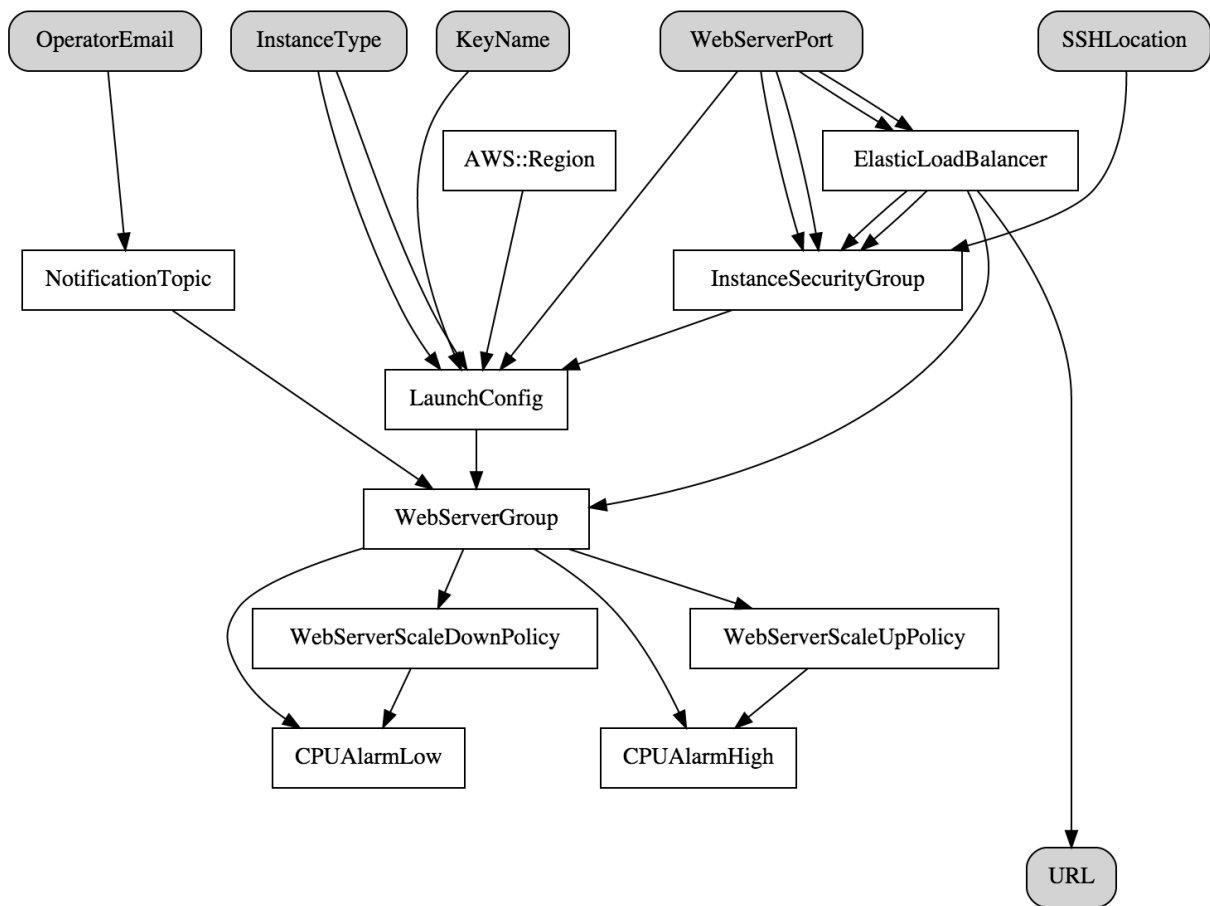 OperatorEmail
InstanceType
KeyName
WebServerPort
SSHLocation
AWS::Region
ElasticLoadBalancer
NotificationTopic
InstanceSecurityGroup
LaunchConfig
WebServerGroup
WebServerScaleDownPolicy
WebServerScaleUpPolicy
CPUAlarmLow
CPUAlarmHigh
URL